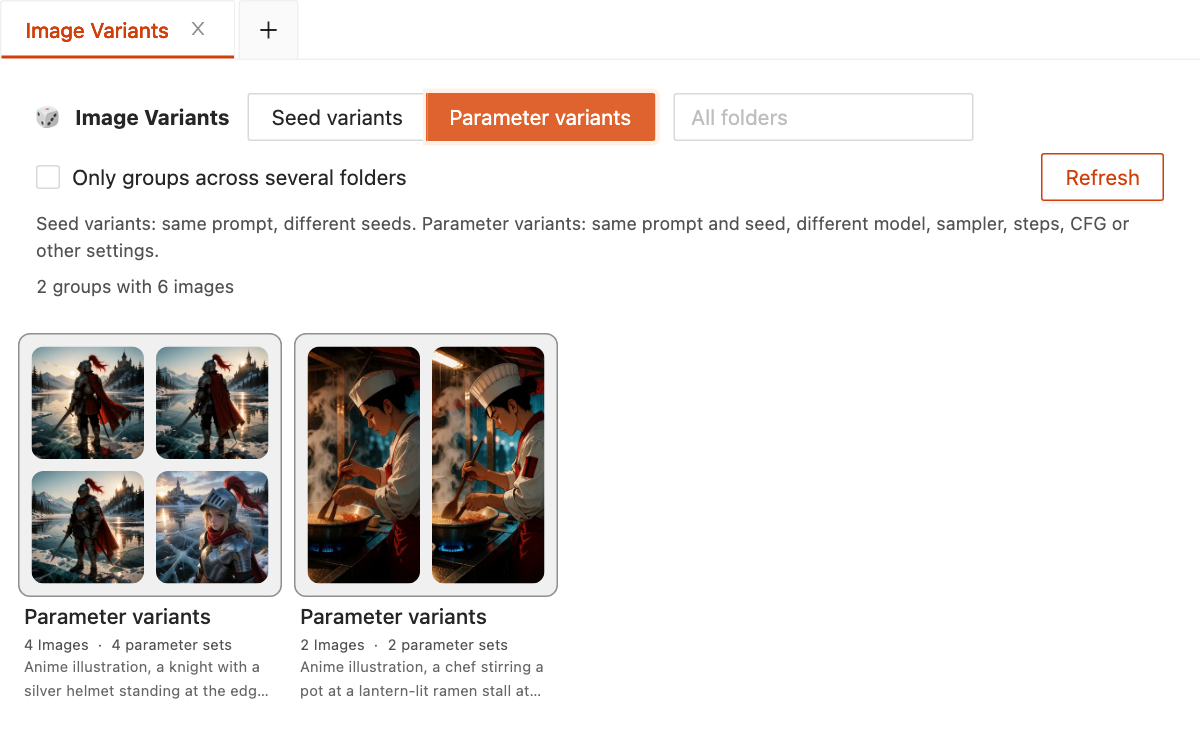 Image Variants X +
Image Variants Seed variants Parameter variants All folders
Only groups across several folders Refresh
Seed variants: same prompt, different seeds. Parameter variants: same prompt and seed, different model, sampler, steps, CFG or
other settings.
2 groups with 6 images
Parameter variants
4 Images · 4 parameter sets
Anime illustration, a knight with a
silver helmet standing at the edg...
Parameter variants
2 Images · 2 parameter sets
Anime illustration, a chef stirring a
pot at a lantern-lit ramen stall at...